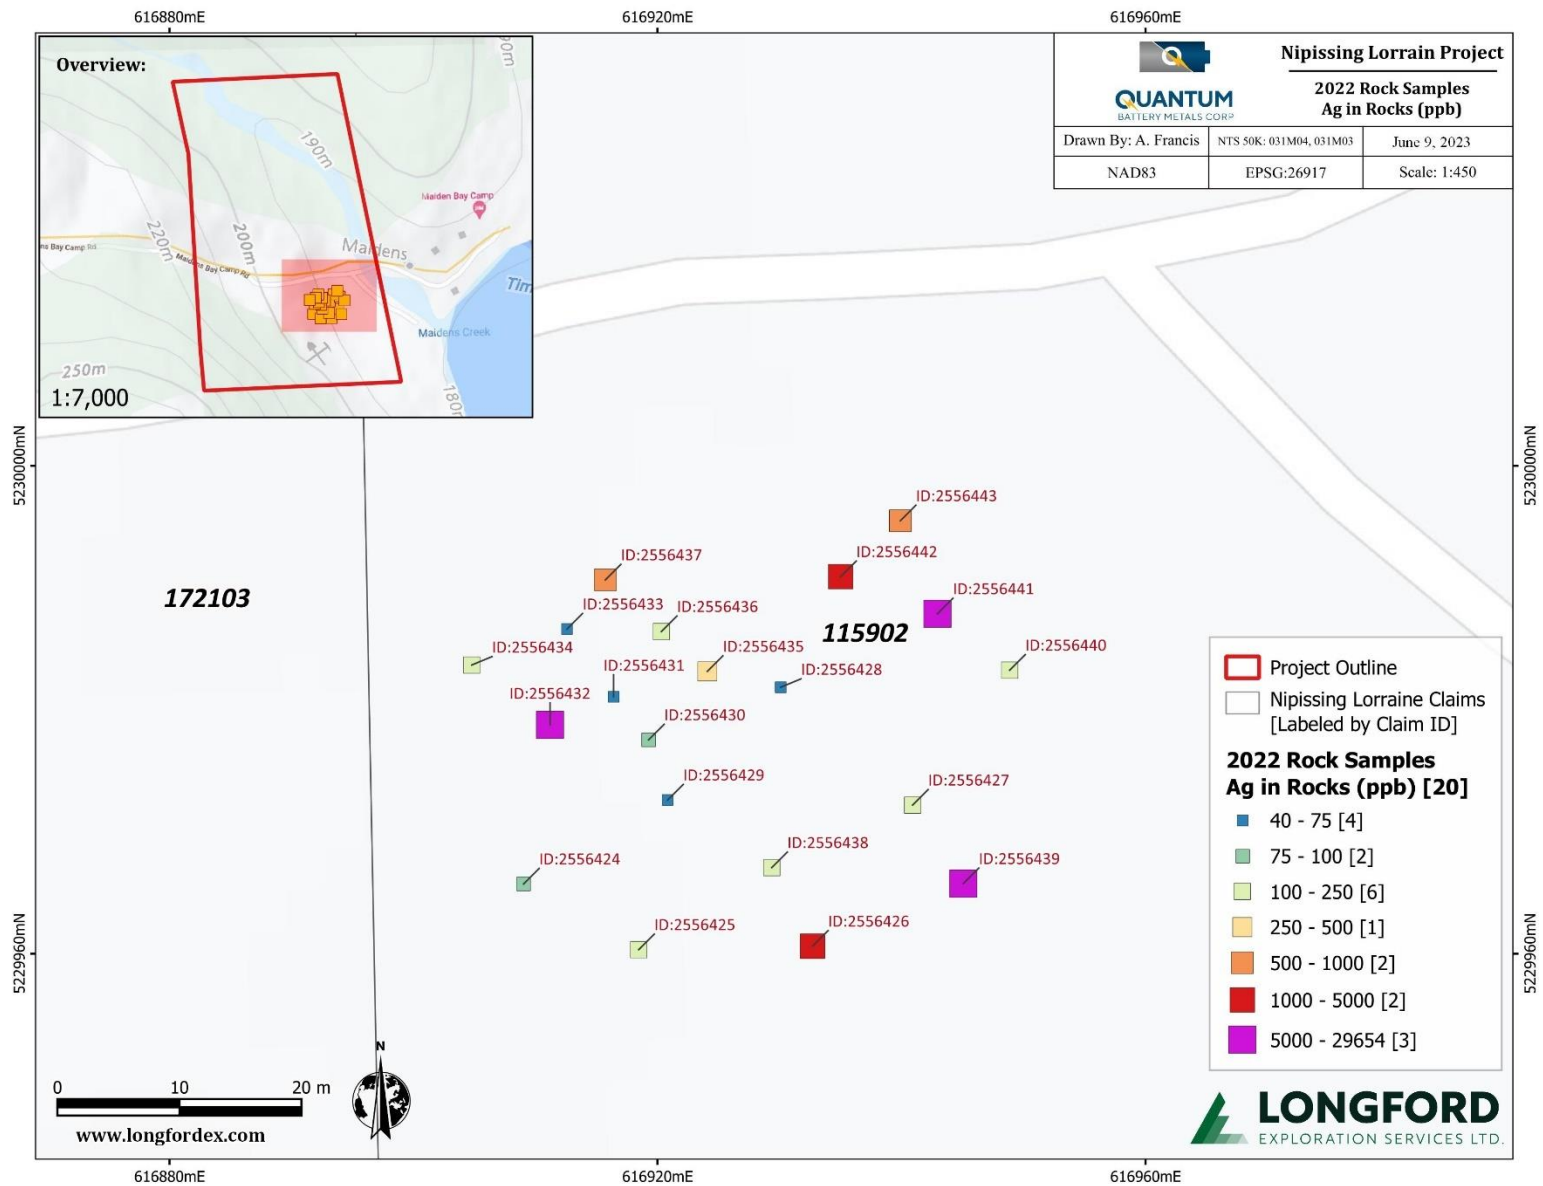 616880mE
616920mE
616960mE
Overview:
190m
220m
200m
Maidens
Maiden Bay Camp
Maidens Bay Camp Rd
Maidens Creek
250m
180m
1:7,000
QUANTUM
BATTERY METALS CORP
Nipissing Lorrain Project
2022 Rock Samples
Ag in Rocks (ppb)
Drawn By: A. Francis
NTS 50K: 031M04, 031M03
June 9, 2023
NAD83
EPSG:26917
Scale: 1:450
5230000mN
5230000mN
ID:2556443
ID:2556437
ID:2556442
ID:2556441
172103
ID:2556433
ID:2556436
115902
ID:2556434
ID:2556431
ID:2556435
ID:2556428
ID:2556440
ID:2556432
ID:2556430
ID:2556429
ID:2556427
ID:2556438
ID:2556424
ID:2556439
ID:2556425
ID:2556426
5229960mN
5229960mN
Project Outline
Nipissing Lorraine Claims
[Labeled by Claim ID]
2022 Rock Samples
Ag in Rocks (ppb) [20]
40 - 75 [4]
75 - 100 [2]
100 - 250 [6]
250 - 500 [1]
500 - 1000 [2]
1000 - 5000 [2]
5000 - 29654 [3]
N
0 10 20 m
www.longfordex.com
LONGFORD
EXPLORATION SERVICES LTD.
616880mE
616920mE
616960mE